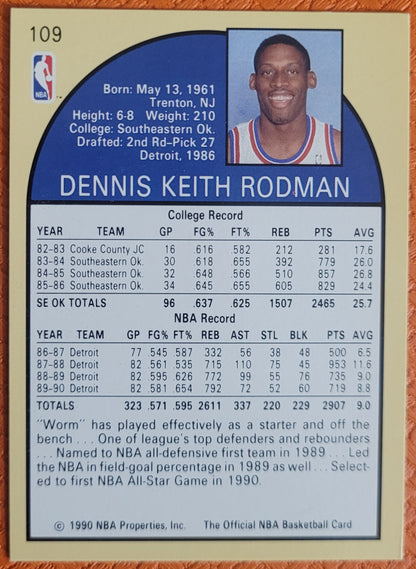 109
NBA
Born: May 13, 1961
Trenton, NJ
Height: 6-8 Weight: 210
College: Southeastern Ok.
Drafted: 2nd Rd–Pick 27
Detroit, 1986
DENNIS KEITH RODMAN
College Record
YEAR TEAM GP FG% FT% REB PTS AVG
82-83 Cooke County JC 16 .616 .582 212 281 17.6
83-84 Southeastern Ok. 30 .618 .655 392 779 26.0
84-85 Southeastern Ok. 32 .648 .566 510 857 26.8
85-86 Southeastern Ok. 34 .645 .655 605 829 24.4
SE OK TOTALS 96 .637 .625 1507 2465 25.7
NBA Record
YEAR TEAM GP FG% FT% REB AST STL BLK PTS AVG
86-87 Detroit 77 .545 .587 332 56 38 48 500 6.5
87-88 Detroit 82 .561 .535 715 110 75 45 953 11.6
88-89 Detroit 82 .595 .626 772 99 55 76 735 9.0
89-90 Detroit 82 .581 .654 792 72 52 60 719 8.8
TOTALS 323 .571 .595 2611 337 220 229 2907 9.0
"Worm" has played effectively as a starter and off the
bench . . . One of league's top defenders and rebounders
. . . Named to NBA all-defensive first team in 1989 . . . Led
the NBA in field-goal percentage in 1989 as well . . . Select-
ed to first NBA All-Star Game in 1990.
© 1990 NBA Properties, Inc. The Official NBA Basketball Card